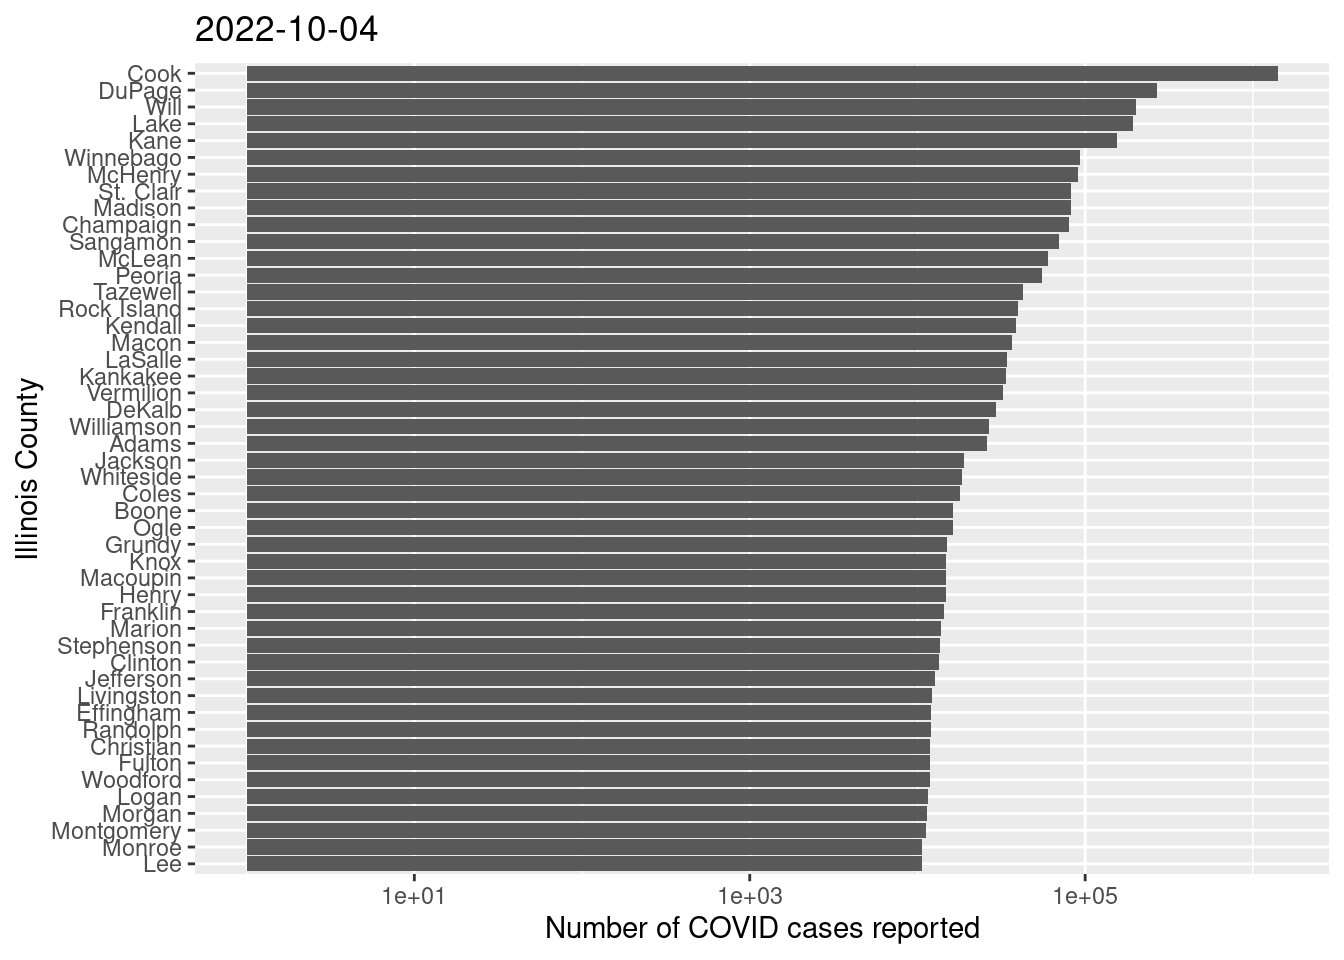 2022-10-04
Cook
DuPage
Will
Lake
Kane
Winnebago
McHenry
St. Clair
Madison
Champaign
Sangamon
McLean
Peoria
Tazewell
Rock Island
Kendall
Macon
LaSalle
Kankakee
Vermilion
DeKalb
Williamson
Adams
Jackson
Whiteside
Coles
Boone
Ogle
Grundy
Knox
Macoupin
Henry
Franklin
Marion
Stephenson
Clinton
Jefferson
Livingston
Effingham
Randolph
Christian
Fulton
Woodford
Logan
Morgan
Montgomery
Monroe
Lee
Illinois County
1e+01 1e+03 1e+05
Number of COVID cases reported